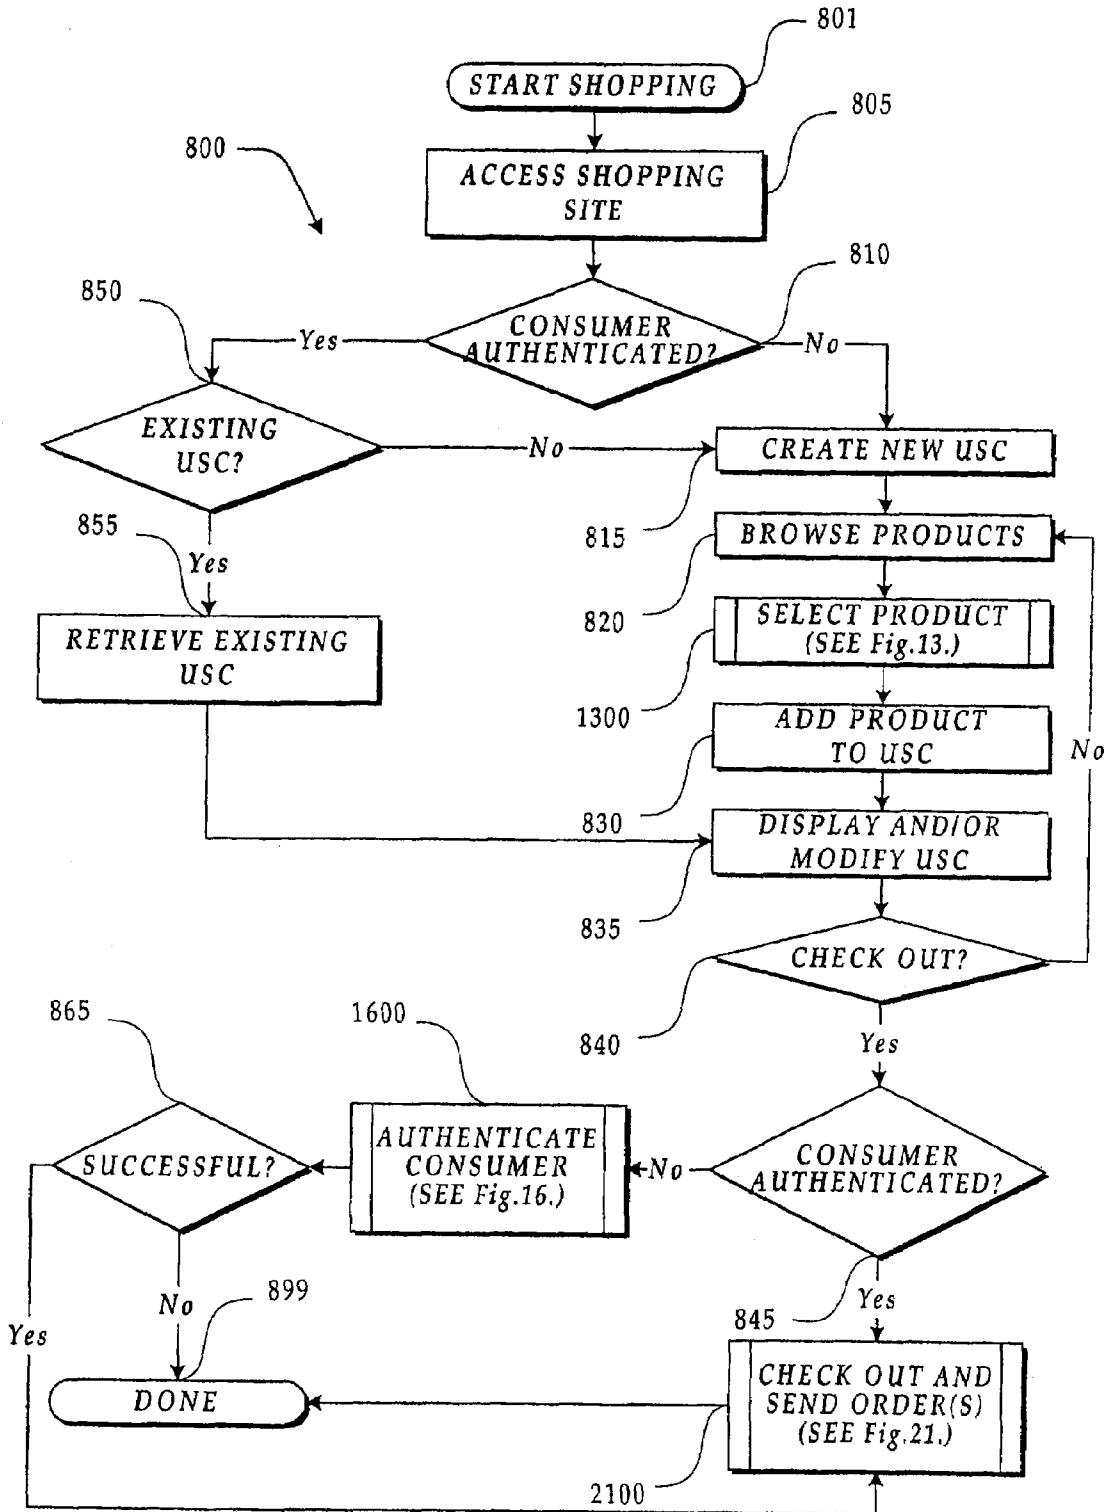 801
START SHOPPING
805
800
ACCESS SHOPPING
SITE
810
850
CONSUMER
AUTHENTICATED?
Yes
No
EXISTING
USC?
No
CREATE NEW USC
855
815
BROWSE PRODUCTS
Yes
820
SELECT PRODUCT
(SEE Fig.13.)
RETRIEVE EXISTING
USC
1300
ADD PRODUCT
TO USC
No
830
DISPLAY AND/OR
MODIFY USC
835
CHECK OUT?
865
1600
840
Yes
AUTHENTICATE
CONSUMER
(SEE Fig.16.)
SUCCESSFUL?
No
CONSUMER
AUTHENTICATED?
899
No
845
Yes
Yes
DONE
CHECK OUT AND
SEND ORDER(S)
(SEE Fig.21.)
2100